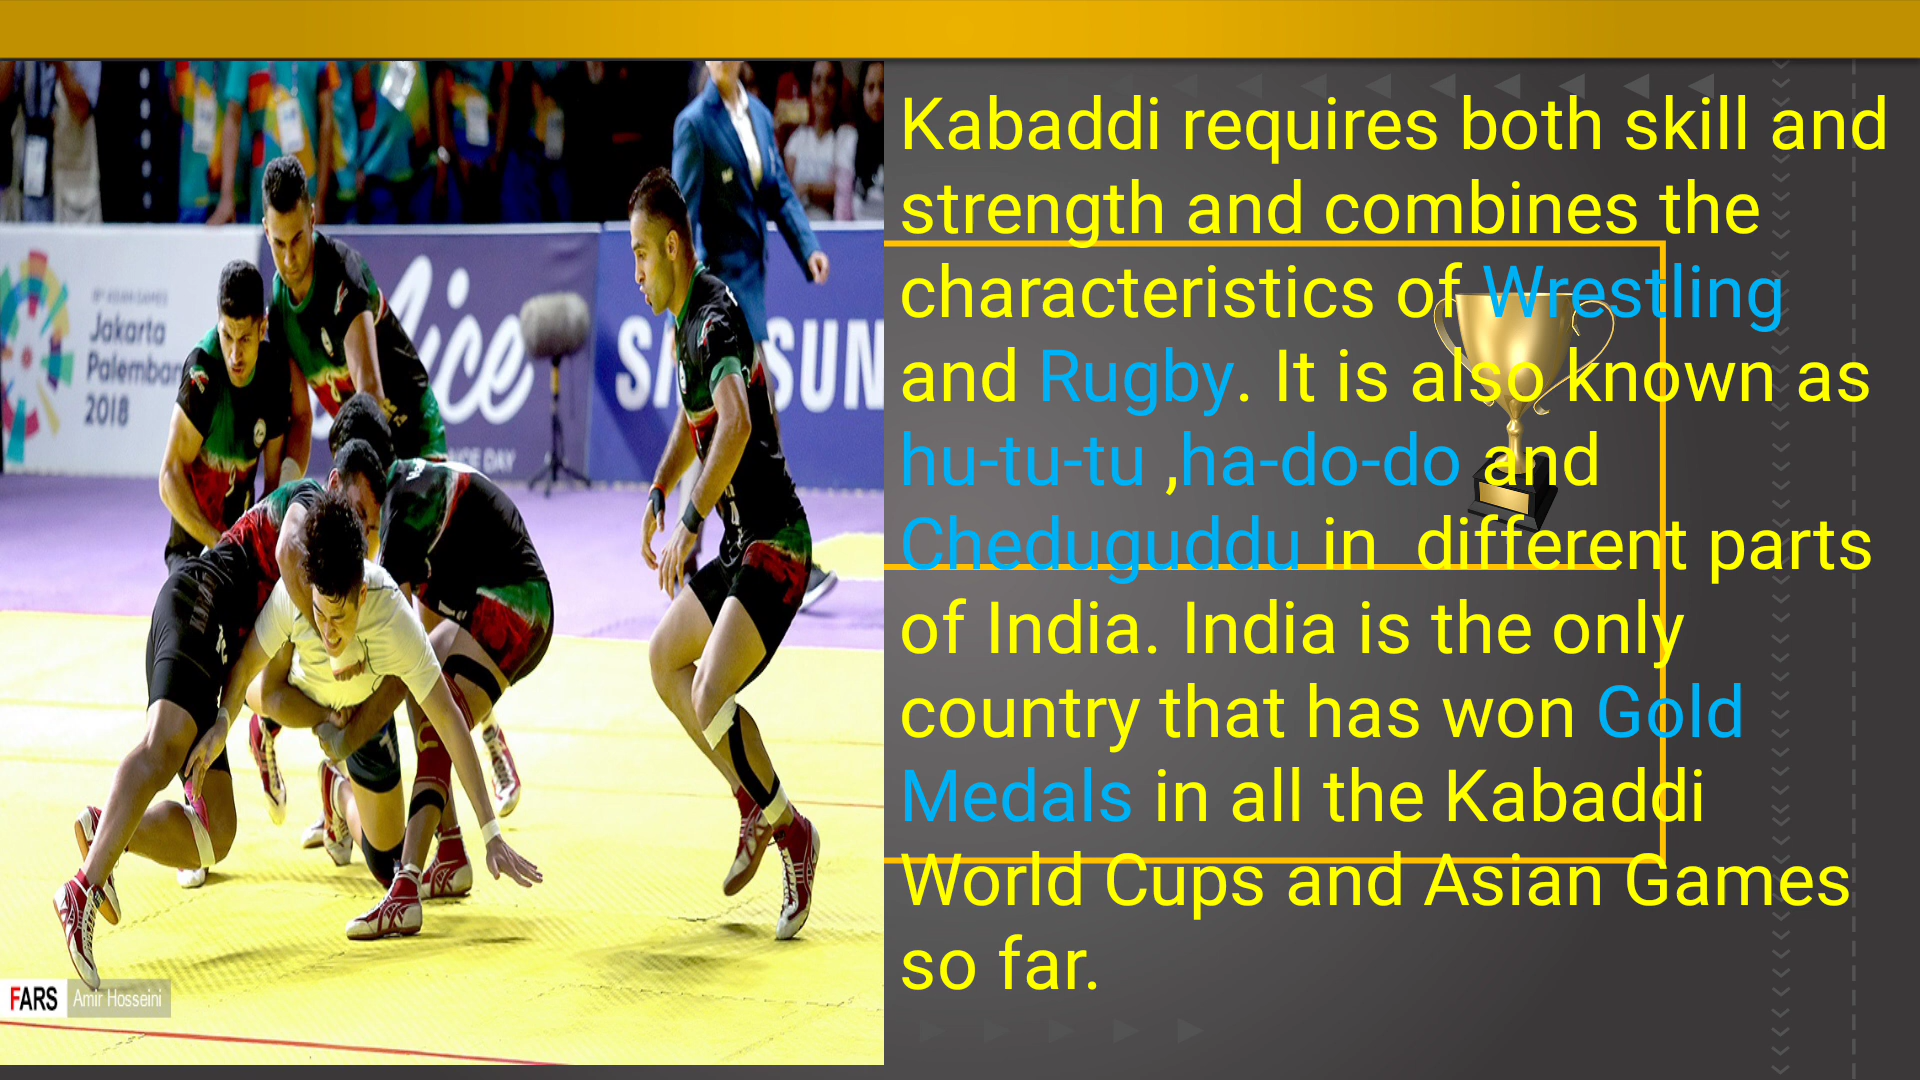 Kabaddi requires both skill and
strength and combines the
characteristics of Wrestling
and Rugby. It is also known as
hu-tu-tu ,ha-do-do and
Cheduguddu in  different parts
of India. India is the only
country that has won Gold
Medals in all the Kabaddi
World Cups and Asian Games
so far.
Jakarta
Palemban
2018
SA SUN
FARS Amir Hosseini